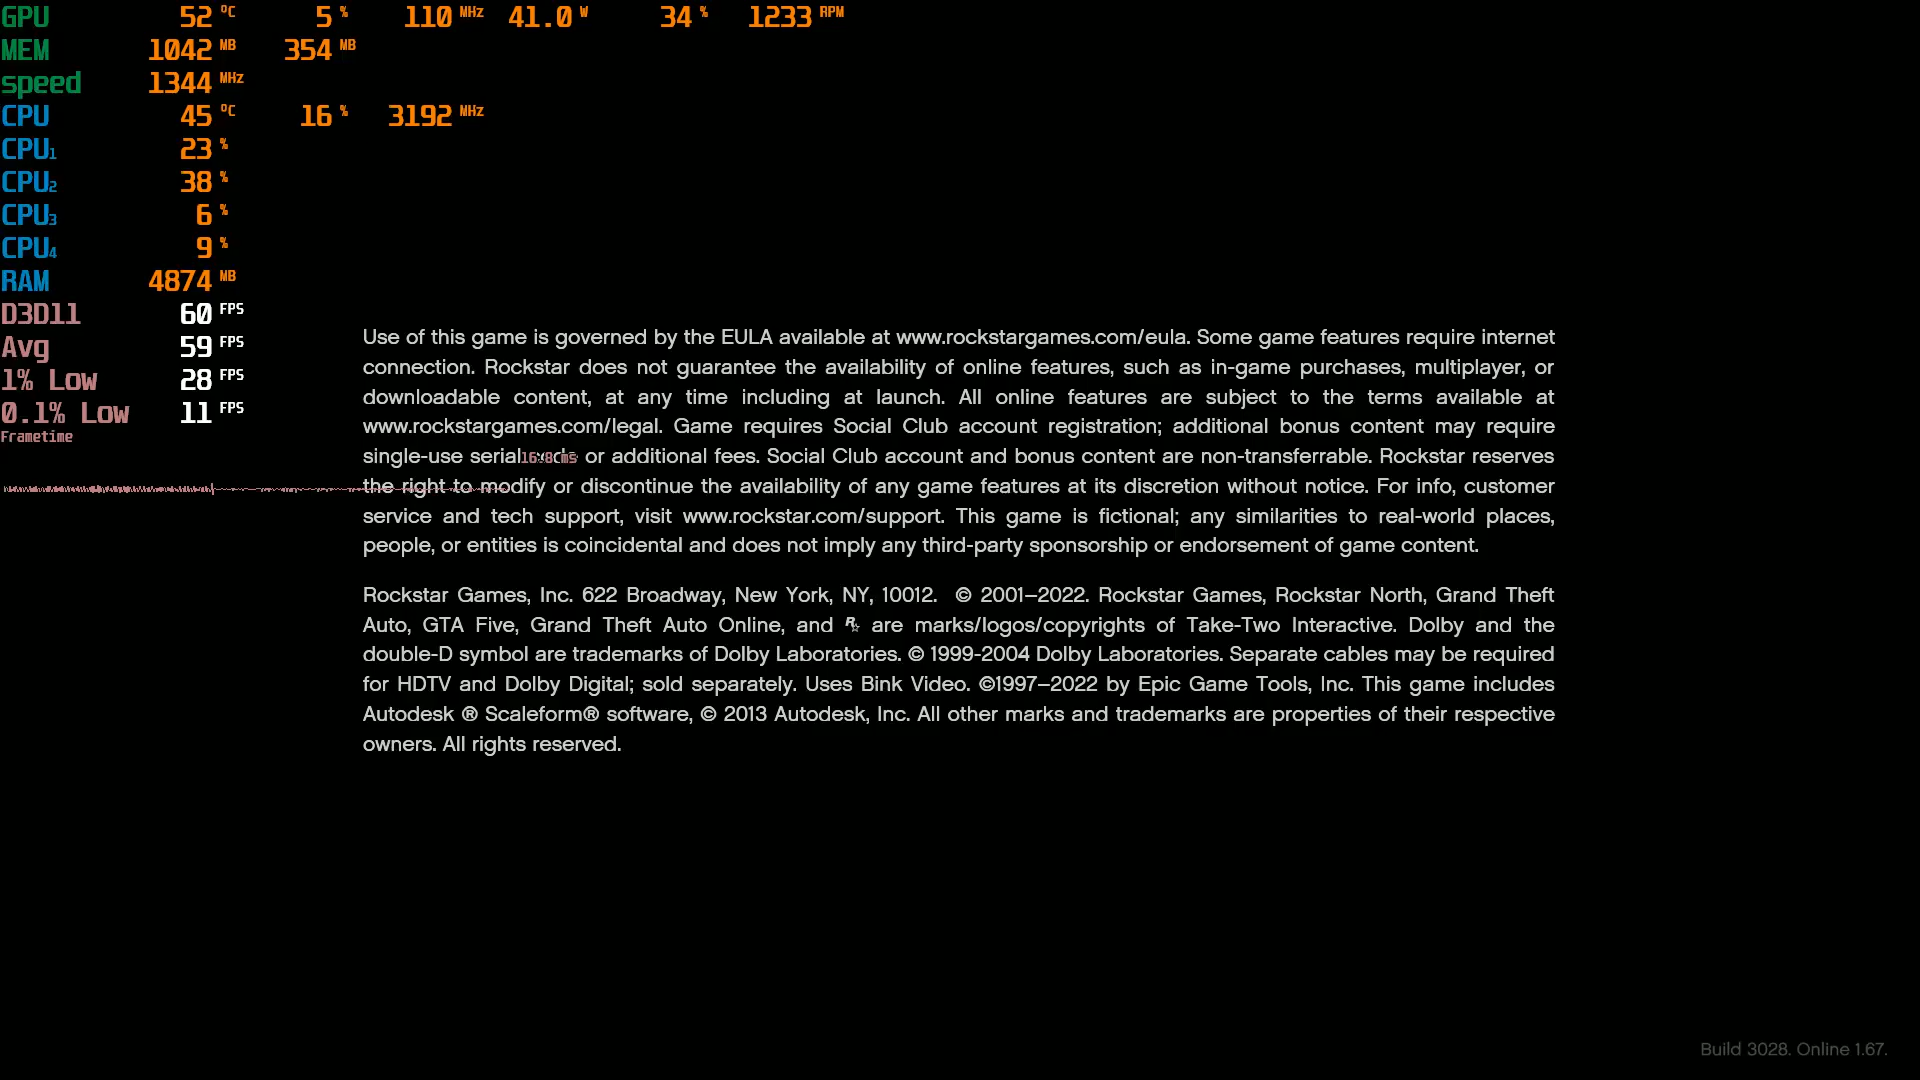 GPU 52 °C 5 % 110 MHz 41.0 W 34 % 1233 RPM
MEM 1042 MB 354 MB
speed 1344 MHz
CPU 45 °C 16 % 3192 MHz
CPU1 23 %
CPU2 38 %
CPU3 6 %
CPU4 9 %
RAM 4874 MB
D3D11 60 FPS
Avg 59 FPS
1% Low 28 FPS
0.1% Low 11 FPS
Frametime
16.8 ms
Use of this game is governed by the EULA available at www.rockstargames.com/eula. Some game features require internet
connection. Rockstar does not guarantee the availability of online features, such as in-game purchases, multiplayer, or
downloadable content, at any time including at launch. All online features are subject to the terms available at
www.rockstargames.com/legal. Game requires Social Club account registration; additional bonus content may require
single-use serial or additional fees. Social Club account and bonus content are non-transferrable. Rockstar reserves
the right to modify or discontinue the availability of any game features at its discretion without notice. For info, customer
service and tech support, visit www.rockstar.com/support. This game is fictional; any similarities to real-world places,
people, or entities is coincidental and does not imply any third-party sponsorship or endorsement of game content.
Rockstar Games, Inc. 622 Broadway, New York, NY, 10012. © 2001–2022. Rockstar Games, Rockstar North, Grand Theft
Auto, GTA Five, Grand Theft Auto Online, and R* are marks/logos/copyrights of Take-Two Interactive. Dolby and the
double-D symbol are trademarks of Dolby Laboratories. © 1999-2004 Dolby Laboratories. Separate cables may be required
for HDTV and Dolby Digital; sold separately. Uses Bink Video. ©1997–2022 by Epic Game Tools, Inc. This game includes
Autodesk ® Scaleform® software, © 2013 Autodesk, Inc. All other marks and trademarks are properties of their respective
owners. All rights reserved.
Build 3028. Online 1.67.